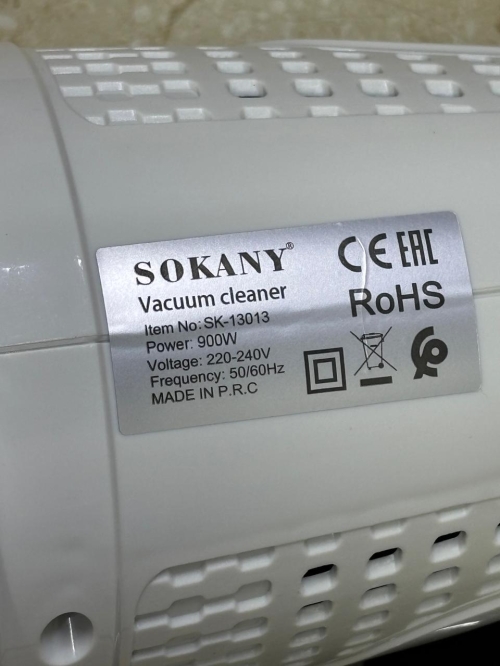 SOKANY®
Vacuum cleaner
Item No: SK-13013
Power: 900W
Voltage: 220-240V
Frequency: 50/60Hz
MADE IN P.R.C
CE EAC
RoHS